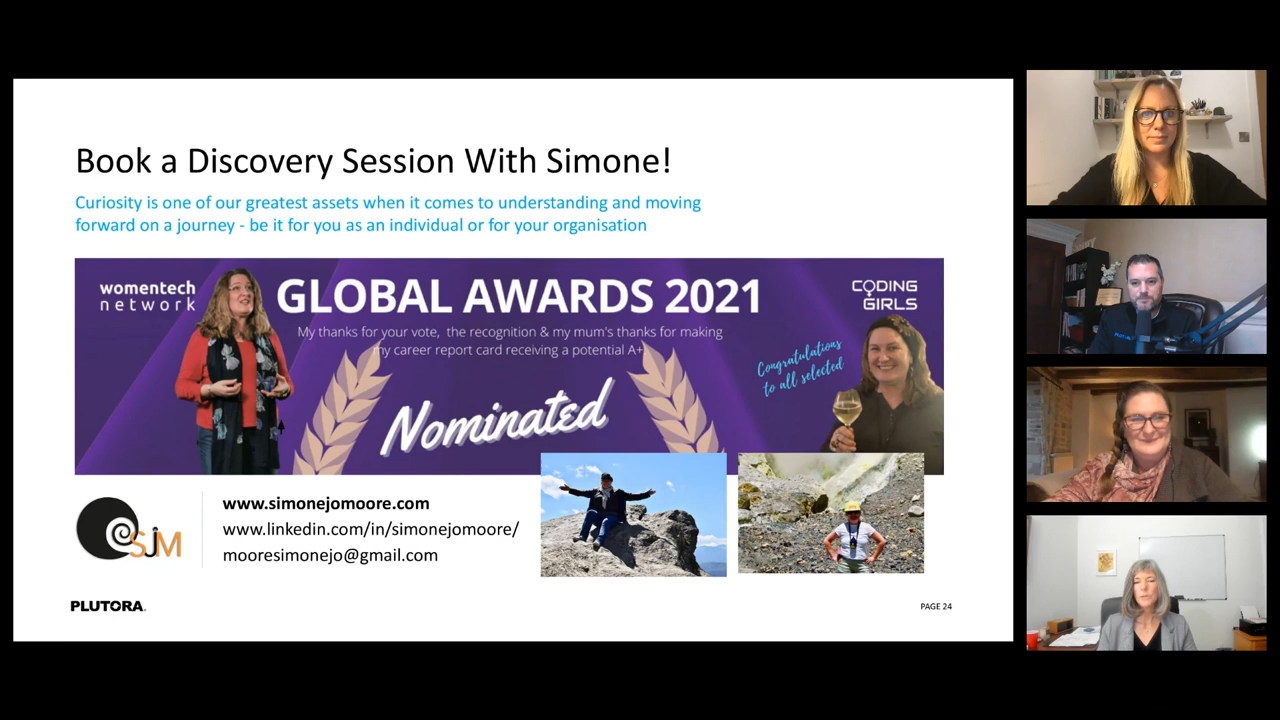 Book a Discovery Session With Simone!
Curiosity is one of our greatest assets when it comes to understanding and moving
forward on a journey - be it for you as an individual or for your organisation
womentech
network
GLOBAL AWARDS 2021
My thanks for your vote, the recognition & my mum's thanks for making
my career report card receiving a potential A+!
Nominated
CODING
GIRLS
Congratulations
to all selected
SJM
www.simonejomoore.com
www.linkedin.com/in/simonejomoore/
mooresimonejo@gmail.com
PLUTORA
PAGE 24